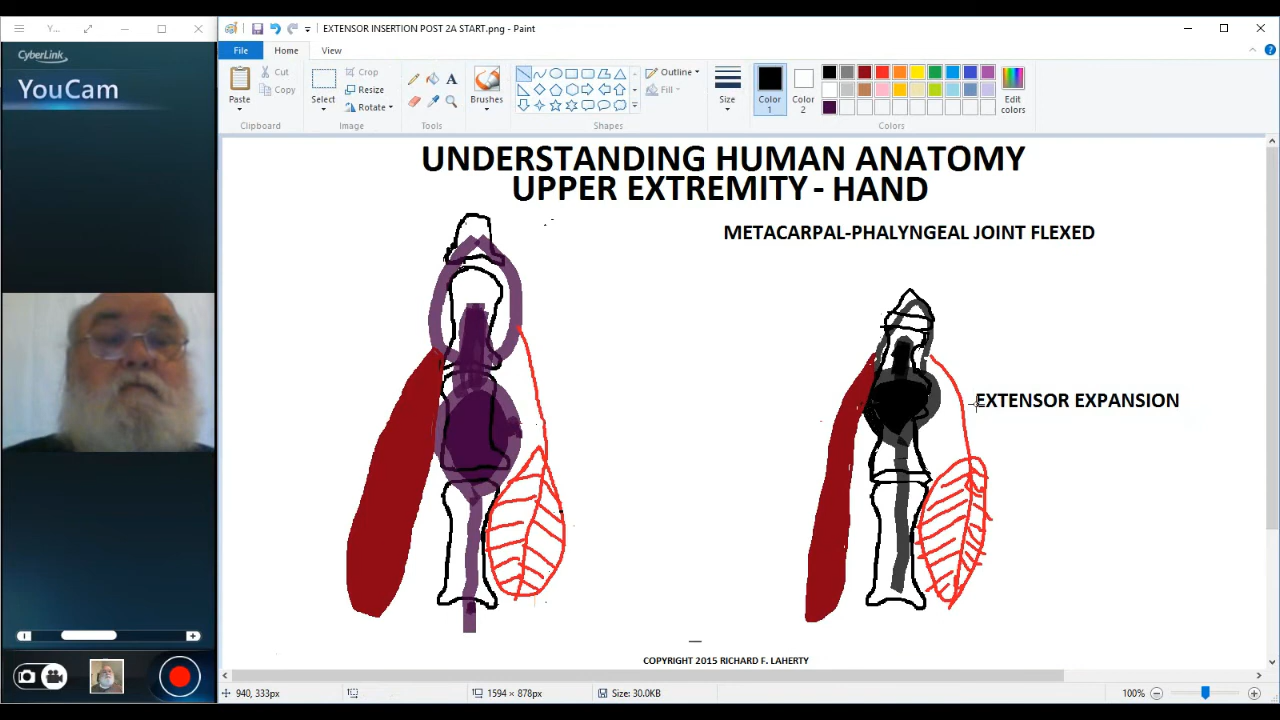 Y...
EXTENSOR INSERTION POST 2A START.png - Paint
CyberLink
YouCam
File
Home
View
Paste
Cut
Copy
Clipboard
Select
Crop
Resize
Rotate
Image
A
Tools
Brushes
Outline
Fill
Shapes
Size
Color
1
Color
2
Edit
colors
Colors
UNDERSTANDING HUMAN ANATOMY
UPPER EXTREMITY - HAND
METACARPAL-PHALYNGEAL JOINT FLEXED
EXTENSOR EXPANSION
COPYRIGHT 2015 RICHARD F. LAHERTY
940, 333px
1594 × 878px
Size: 30.0KB
100%